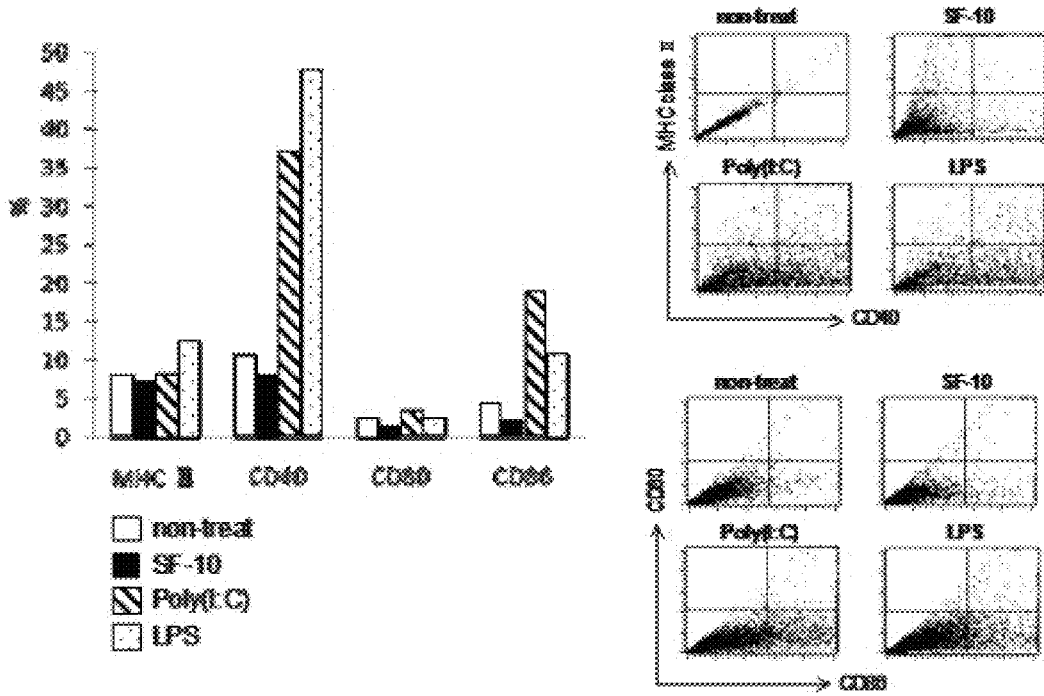 %
50
45
40
35
30
25
20
15
10
5
0
MHC II
CD40
CD80
CD86
non-treat
SF-10
Poly(I:C)
LPS
non-treat
SF-10
MHC class II
Poly(I:C)
LPS
CD40
non-treat
SF-10
Poly(I:C)
LPS